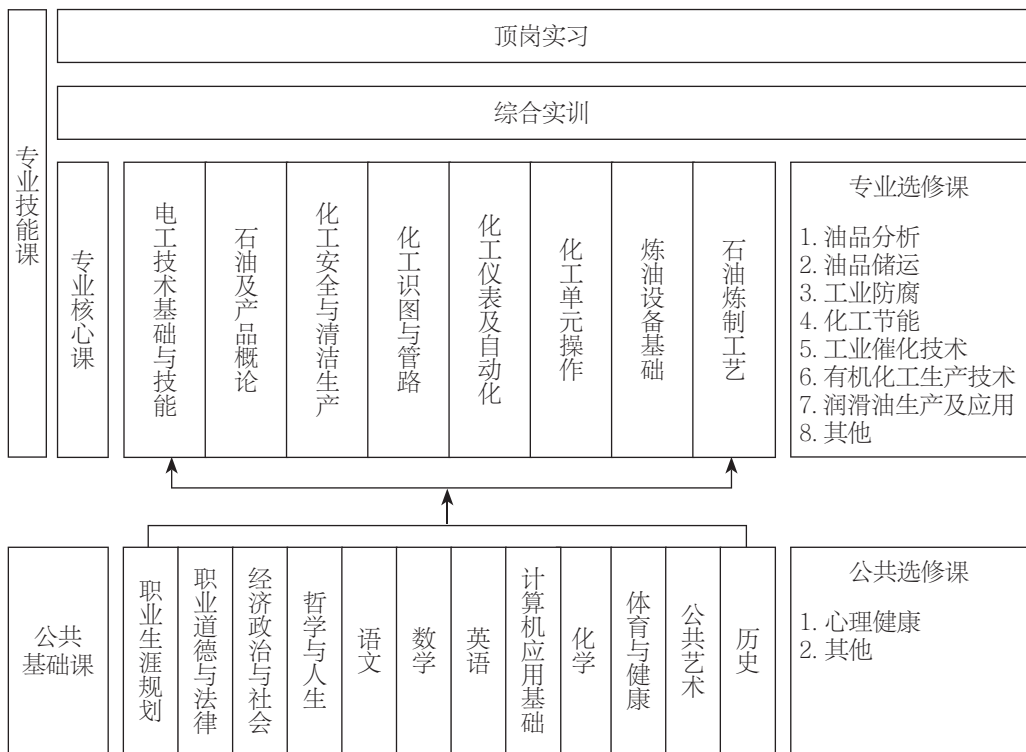 顶岗实习
综合实训
专业技能课
专业核心课
电工技术基础与技能
石油及产品概论
化工安全与清洁生产
化工识图与管路
化工仪表及自动化
化工单元操作
炼油设备基础
石油炼制工艺
专业选修课
1. 油品分析
2. 油品储运
3. 工业防腐
4. 化工节能
5. 工业催化技术
6. 有机化工生产技术
7. 润滑油生产及应用
8. 其他
公共
基础课
职业生涯规划
职业道德与法律
经济政治与社会
哲学与人生
语文
数学
英语
计算机应用基础
化学
体育与健康
公共艺术
历史
公共选修课
1. 心理健康
2. 其他